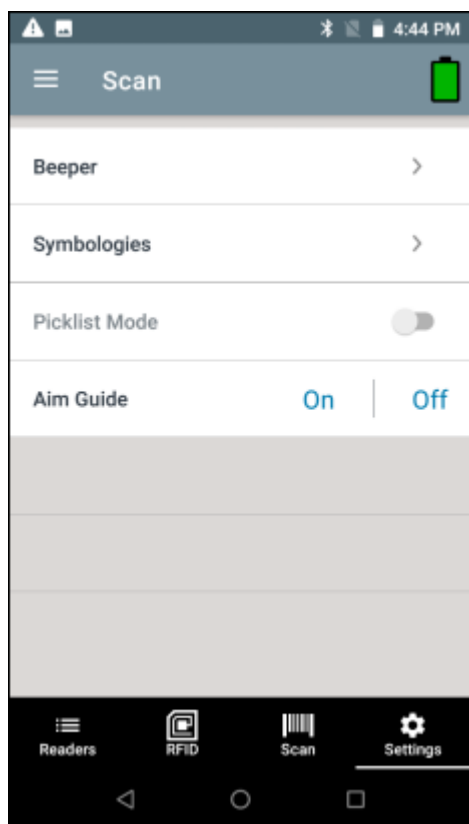 4:44 PM
Scan
Beeper
Symbologies
Picklist Mode
Aim Guide On Off
Readers RFID Scan Settings